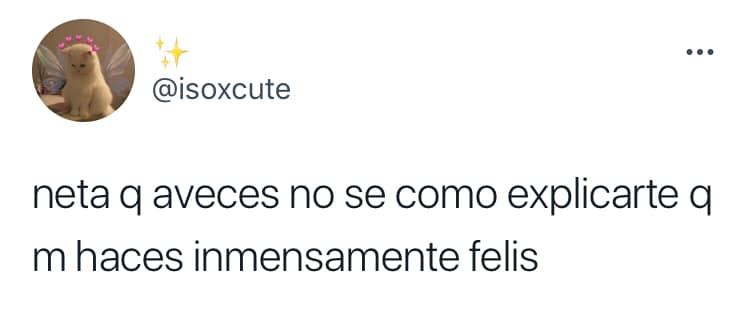 ✨
@isoxcute
neta q aveces no se como explicarte q
m haces inmensamente felis